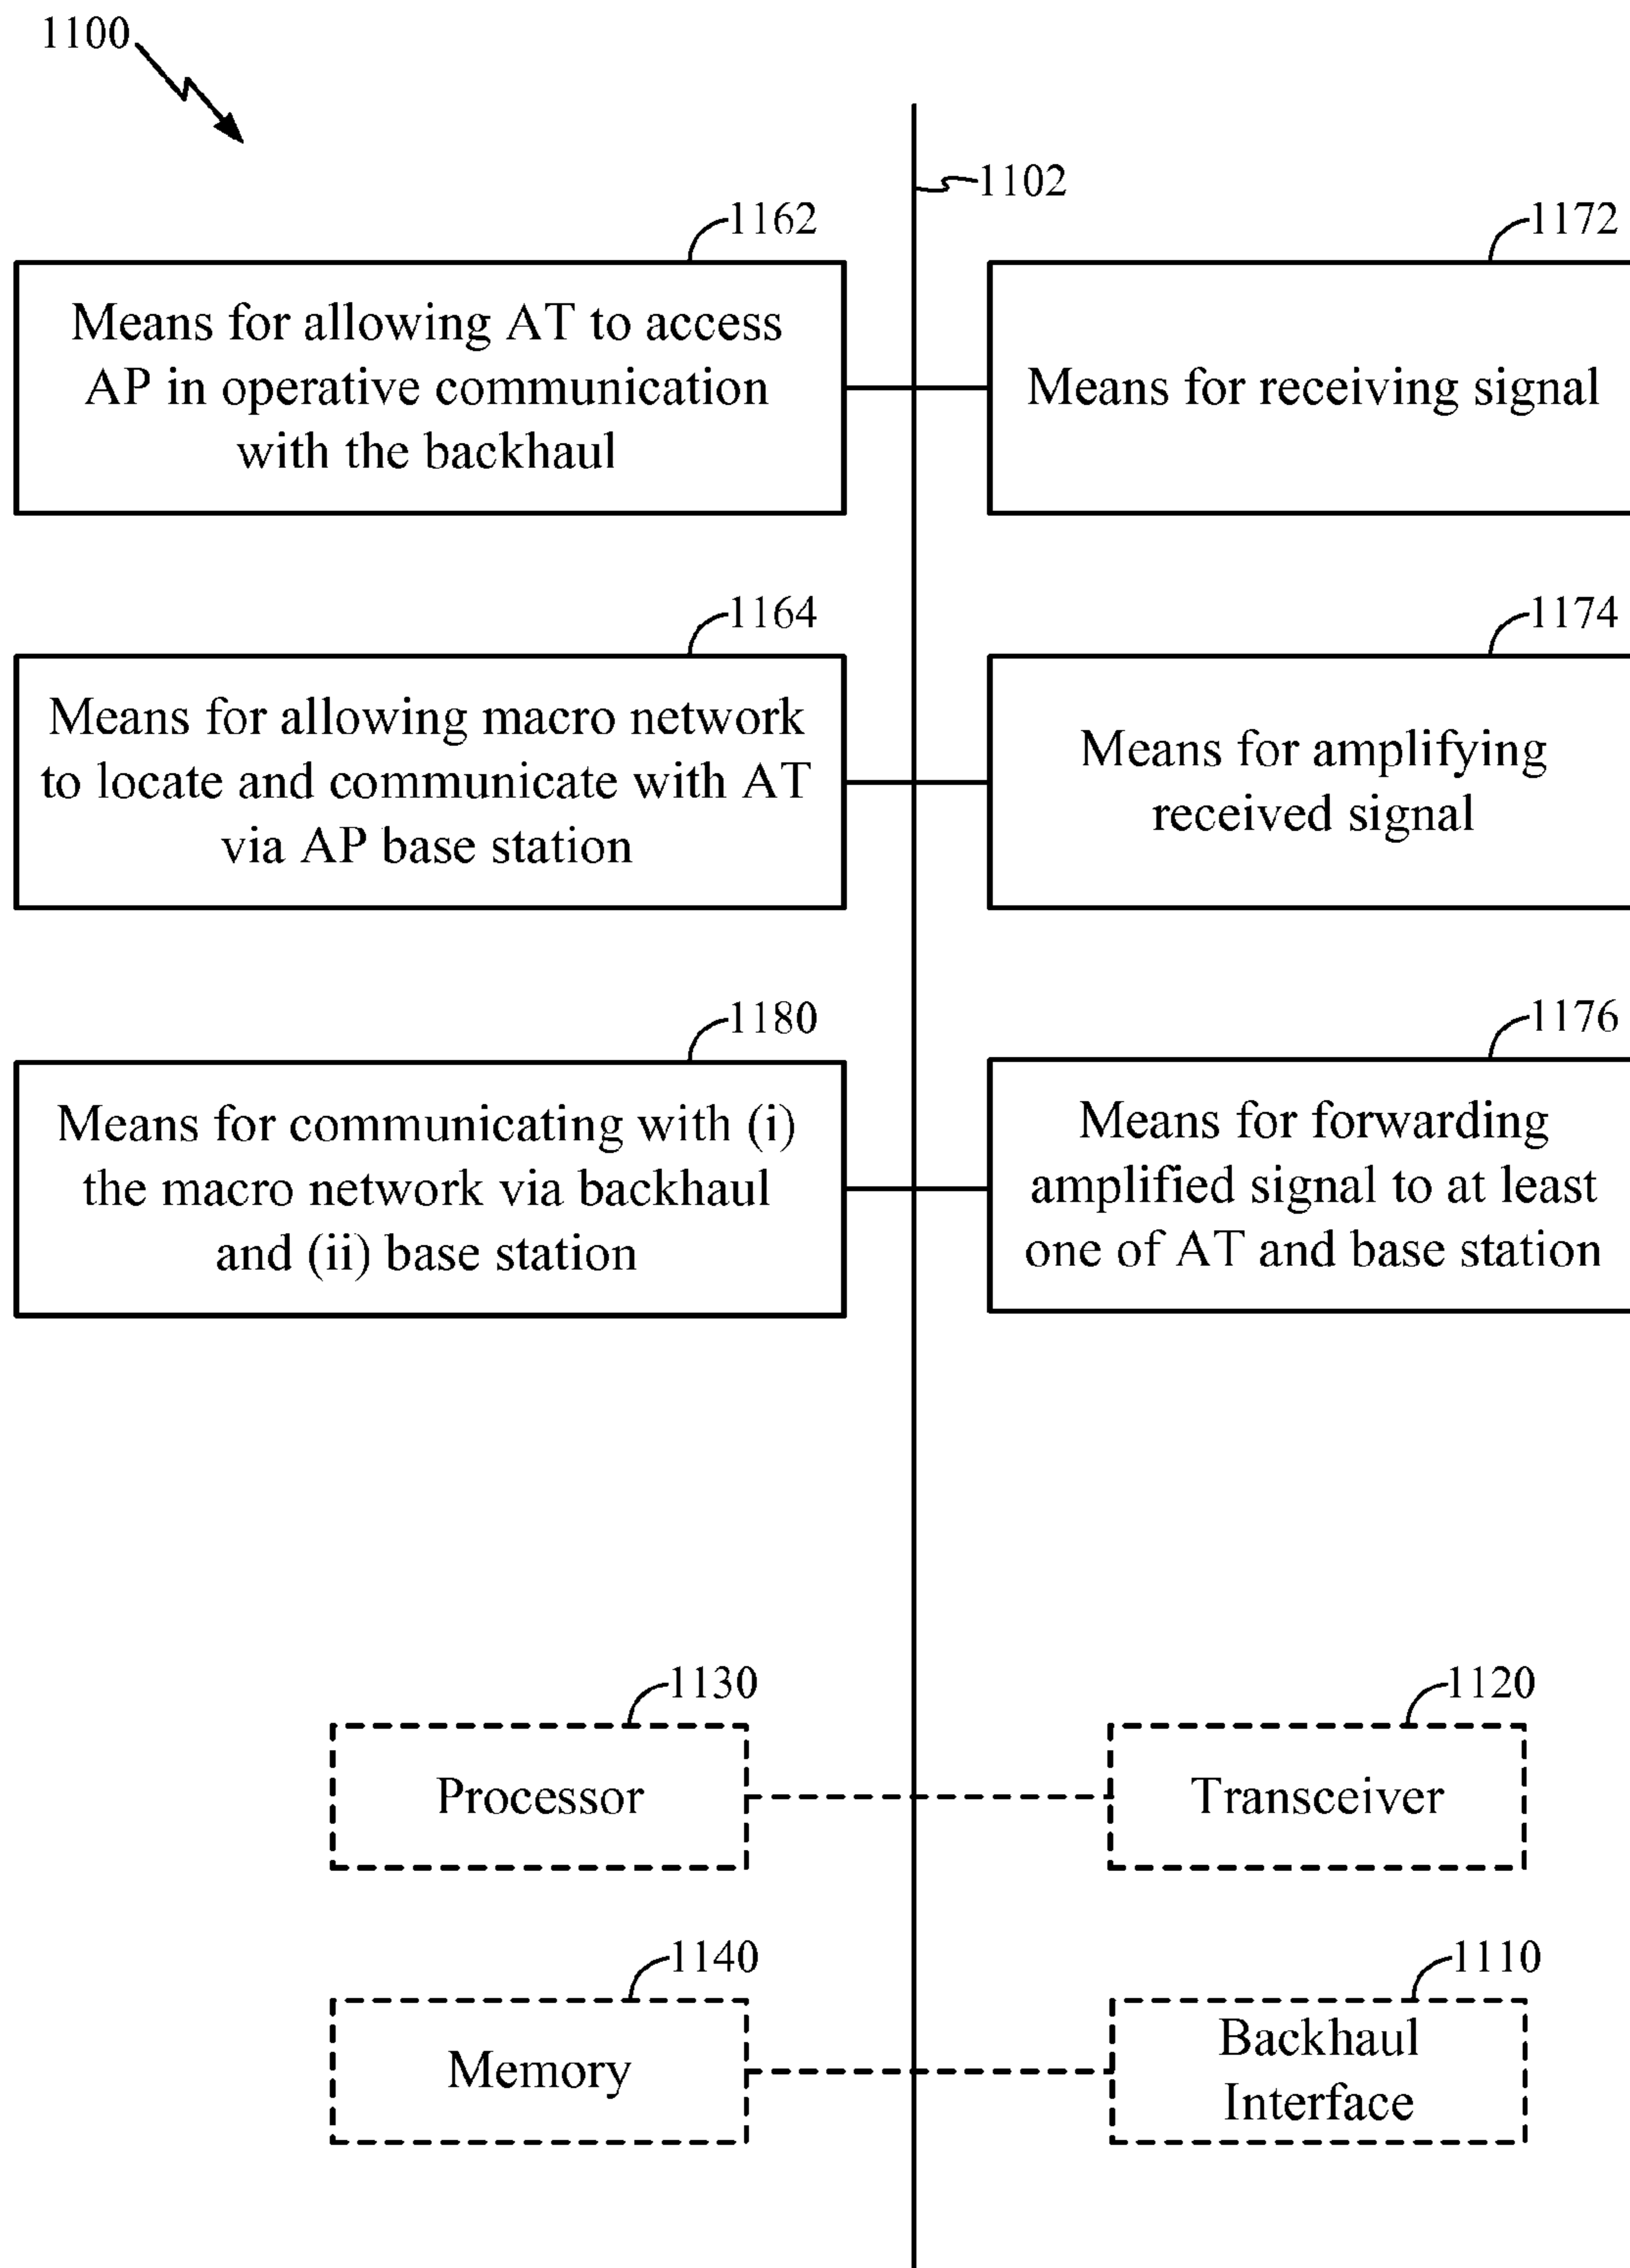 1100
1102
1162
Means for allowing AT to access
AP in operative communication
with the backhaul
1172
Means for receiving signal
1164
Means for allowing macro network
to locate and communicate with AT
via AP base station
1174
Means for amplifying
received signal
1180
Means for communicating with (i)
the macro network via backhaul
and (ii) base station
1176
Means for forwarding
amplified signal to at least
one of AT and base station
1130
Processor
1120
Transceiver
1140
Memory
1110
Backhaul
Interface